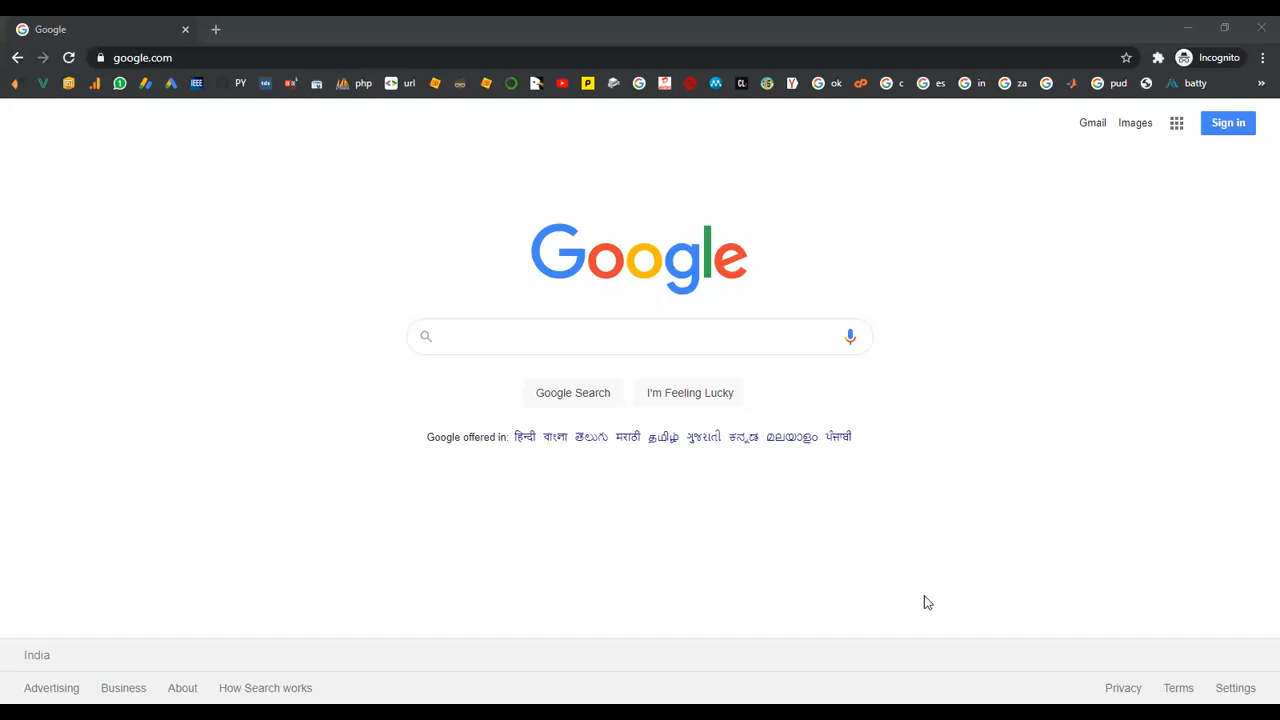 Google
google.com
Incognito
PY php url ok c es in za pud batty
Gmail Images Sign in
Google
Google Search I'm Feeling Lucky
Google offered in: हिन्दी বাংলা తెలుగు मराठी தமிழ் ગુજરાતી ಕನ್ನಡ മലയാളം ਪੰਜਾਬੀ
India
Advertising Business About How Search works Privacy Terms Settings